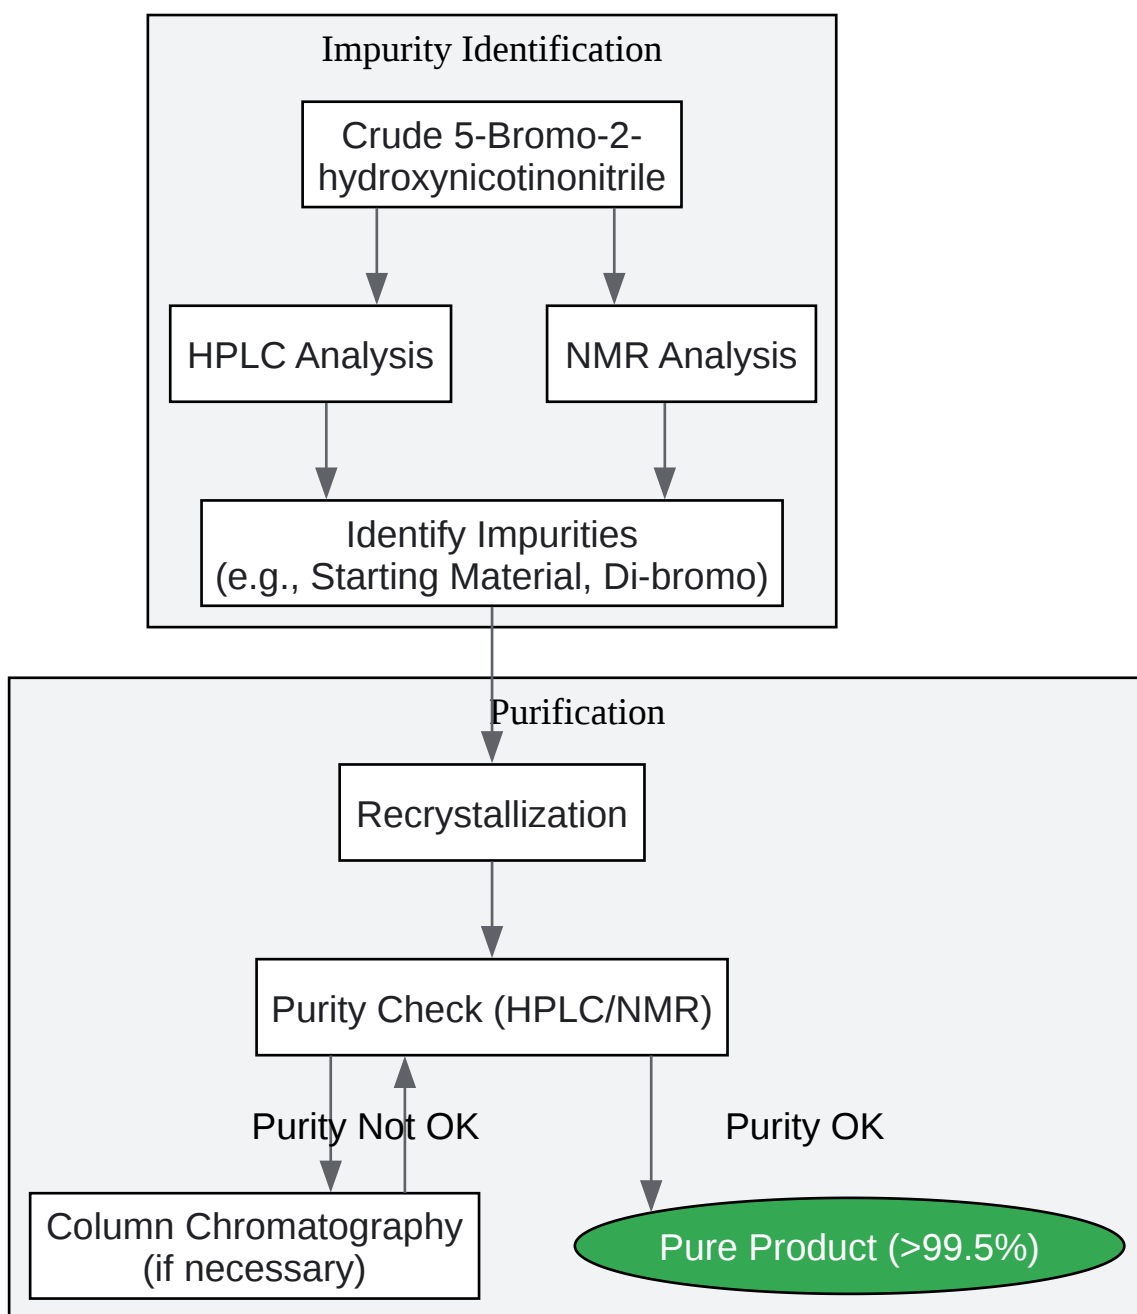 Impurity Identification
Crude 5-Bromo-2-
hydroxynicotinonitrile
HPLC Analysis
NMR Analysis
Identify Impurities
(e.g., Starting Material, Di-bromo)
Purification
Recrystallization
Purity Check (HPLC/NMR)
Purity Not OK
Purity OK
Column Chromatography
(if necessary)
Pure Product (>99.5%)